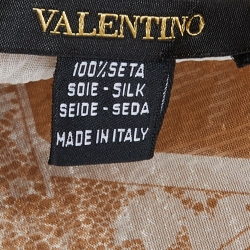 VALENTINO
100% SETA
SOIE - SILK
SEIDE - SEDA
MADE IN ITALY